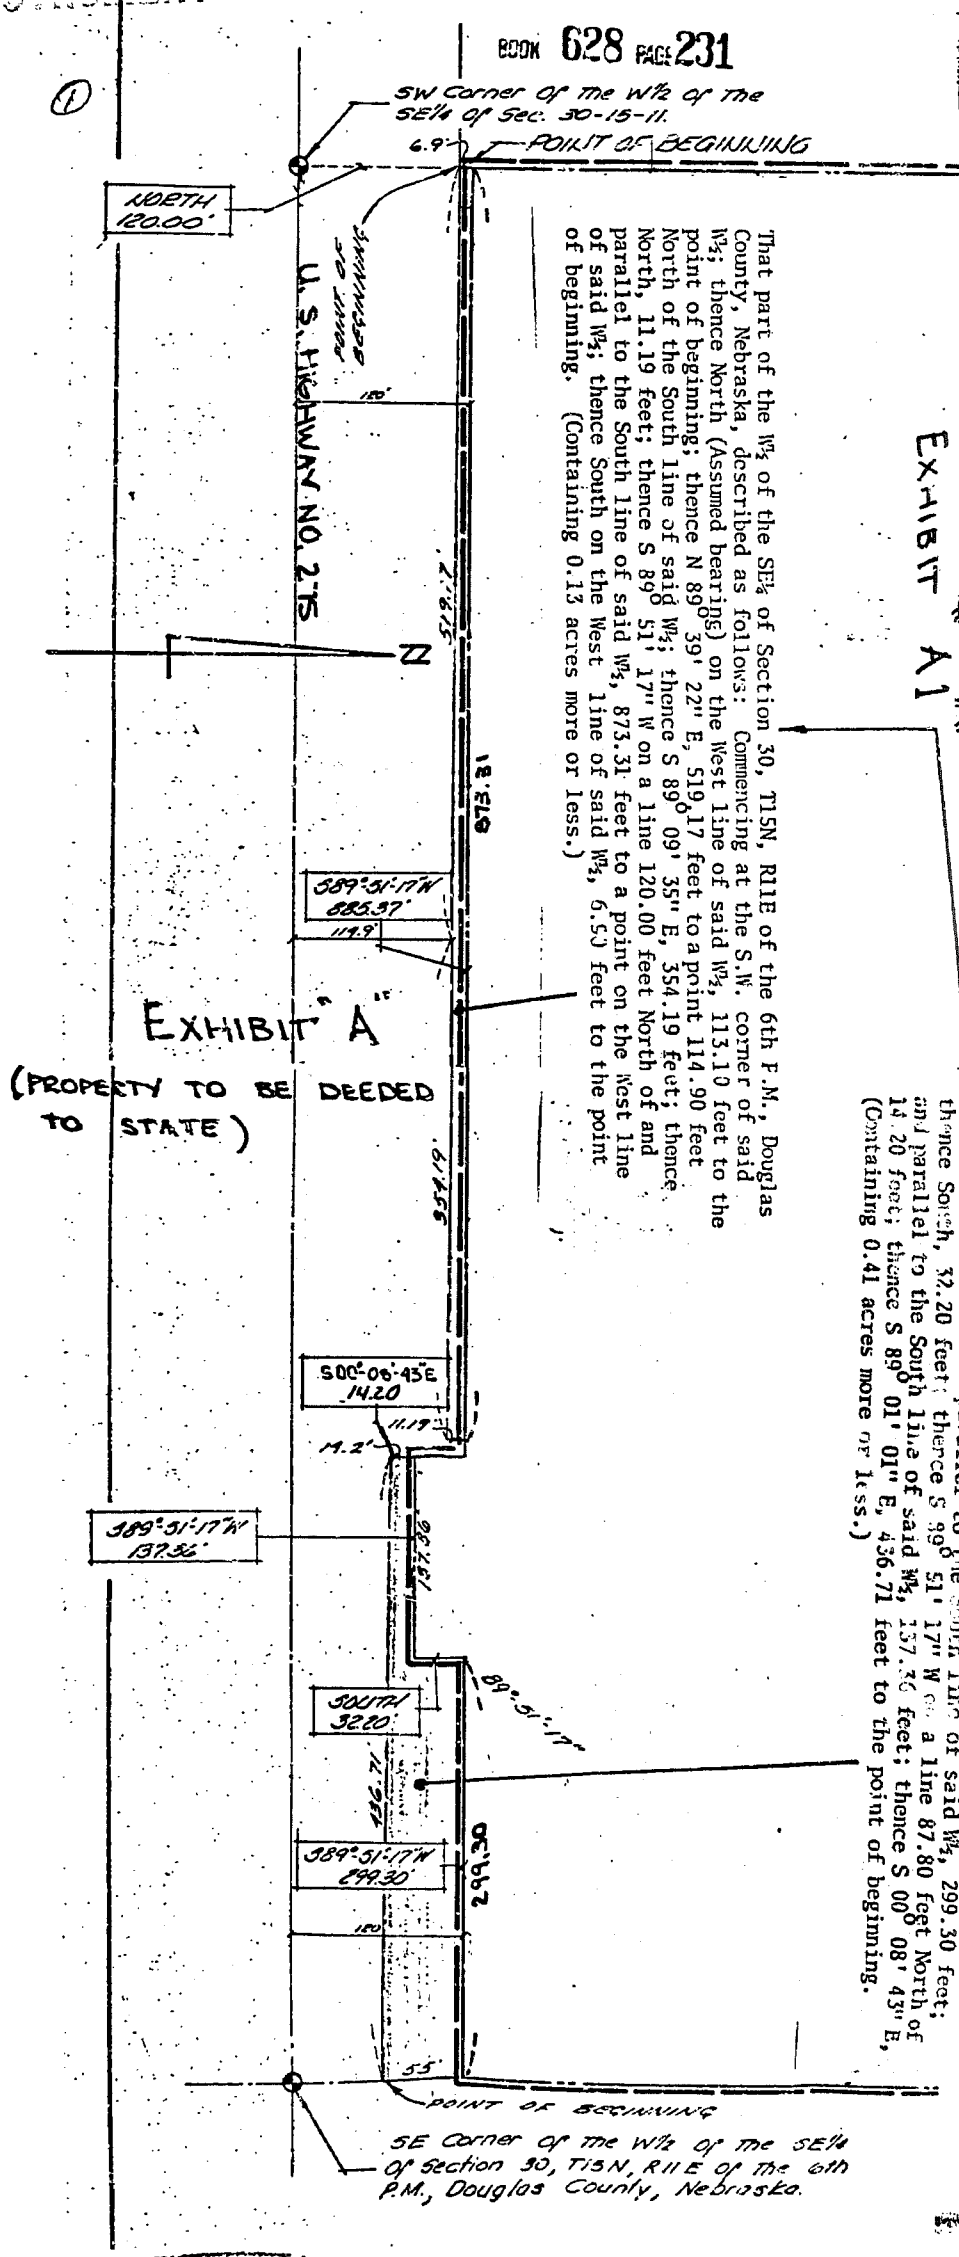 BOOK 628 PAGE 231
1
SW Corner Of The W½ Of The
SE¼ Of Sec. 30-15-11.
6.9'
POINT OF BEGINNING
NORTH
120.00'
POINT OF
BEGINNING
U. S. HIGHWAY NO. 275
120'
519.17'
N
873.31
EXHIBIT A1
That part of the W½ of the SE¼ of Section 30, T15N, R11E of the 6th P.M., Douglas
County, Nebraska, described as follows: Commencing at the S.W. corner of said
W½; thence North (Assumed bearing) on the West line of said W½, 113.10 feet to the
point of beginning; thence N 89° 39' 22" E, 519.17 feet to a point 114.90 feet
North of the South line of said W½; thence S 89° 09' 35" E, 354.19 feet; thence
North, 11.19 feet; thence S 89° 51' 17" W on a line 120.00 feet North of and
parallel to the South line of said W½, 873.31 feet to a point on the West line
of said W½; thence South on the West line of said W½, 6.90 feet to the point
of beginning. (Containing 0.13 acres more or less.)
S89°-51'-17"W
885.37'
114.9'
EXHIBIT "A"
(PROPERTY TO BE DEEDED
TO STATE)
354.19'
S00°-08'-43"E
14.20
11.19'
14.2'
S89°-51'-17"W
137.36'
137.36'
SOUTH
32.20'
89°-51'-17"
436.71'
S89°-51'-17"W
299.30'
299.30
120
55'
of said W½, 299.30 feet;
thence South, 32.20 feet; thence S 89° 51' 17" W on a line 87.80 feet North of
and parallel to the South line of said W½, 137.36 feet; thence S 00° 08' 43" E,
14.20 feet; thence S 89° 01' 01" E, 436.71 feet to the point of beginning.
(Containing 0.41 acres more or less.)
POINT OF BEGINNING
SE Corner Of The W½ Of The SE¼
Of Section 30, T15N, R11E Of The 6th
P.M., Douglas County, Nebraska.